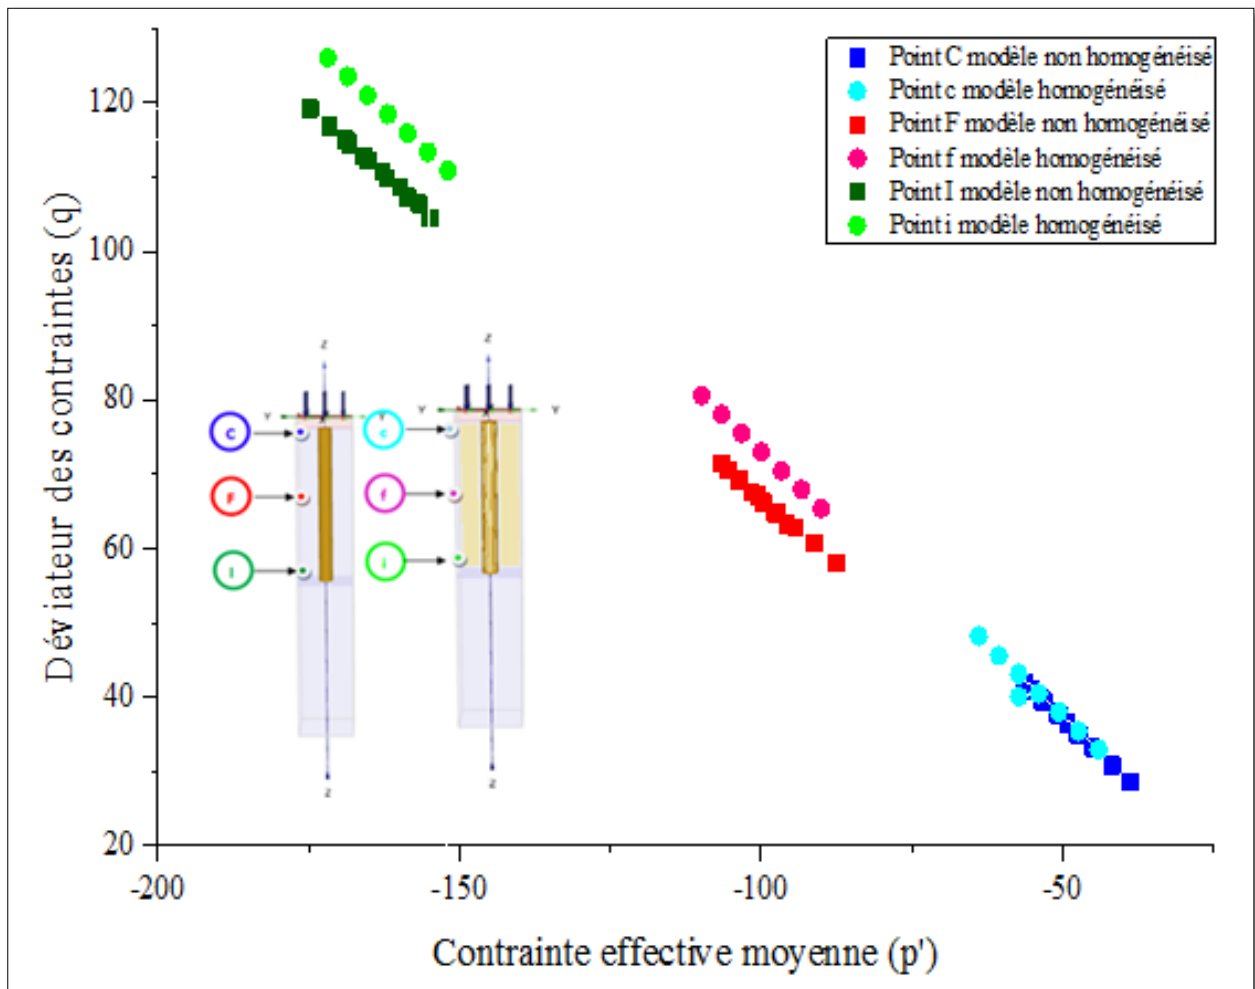 Point C modèle non homogénéisé
Point c modèle homogénéisé
Point F modèle non homogénéisé
Point f modèle homogénéisé
Point I modèle non homogénéisé
Point i modèle homogénéisé
Déviateur des contraintes (q)
120
100
80
60
40
20
Z
Z
Y
Y
Y
Y
C
c
F
f
I
i
Z
Z
-200
-150
-100
-50
Contrainte effective moyenne (p')